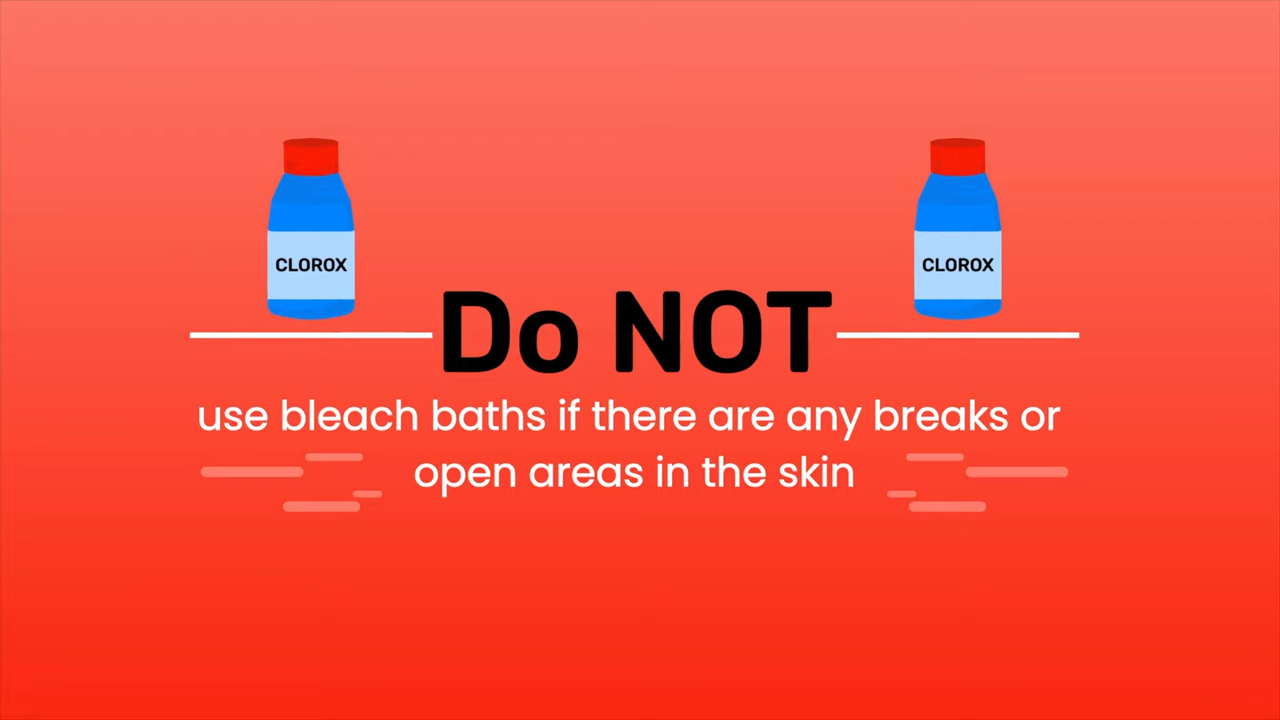 CLOROX
CLOROX
Do NOT
use bleach baths if there are any breaks or
open areas in the skin